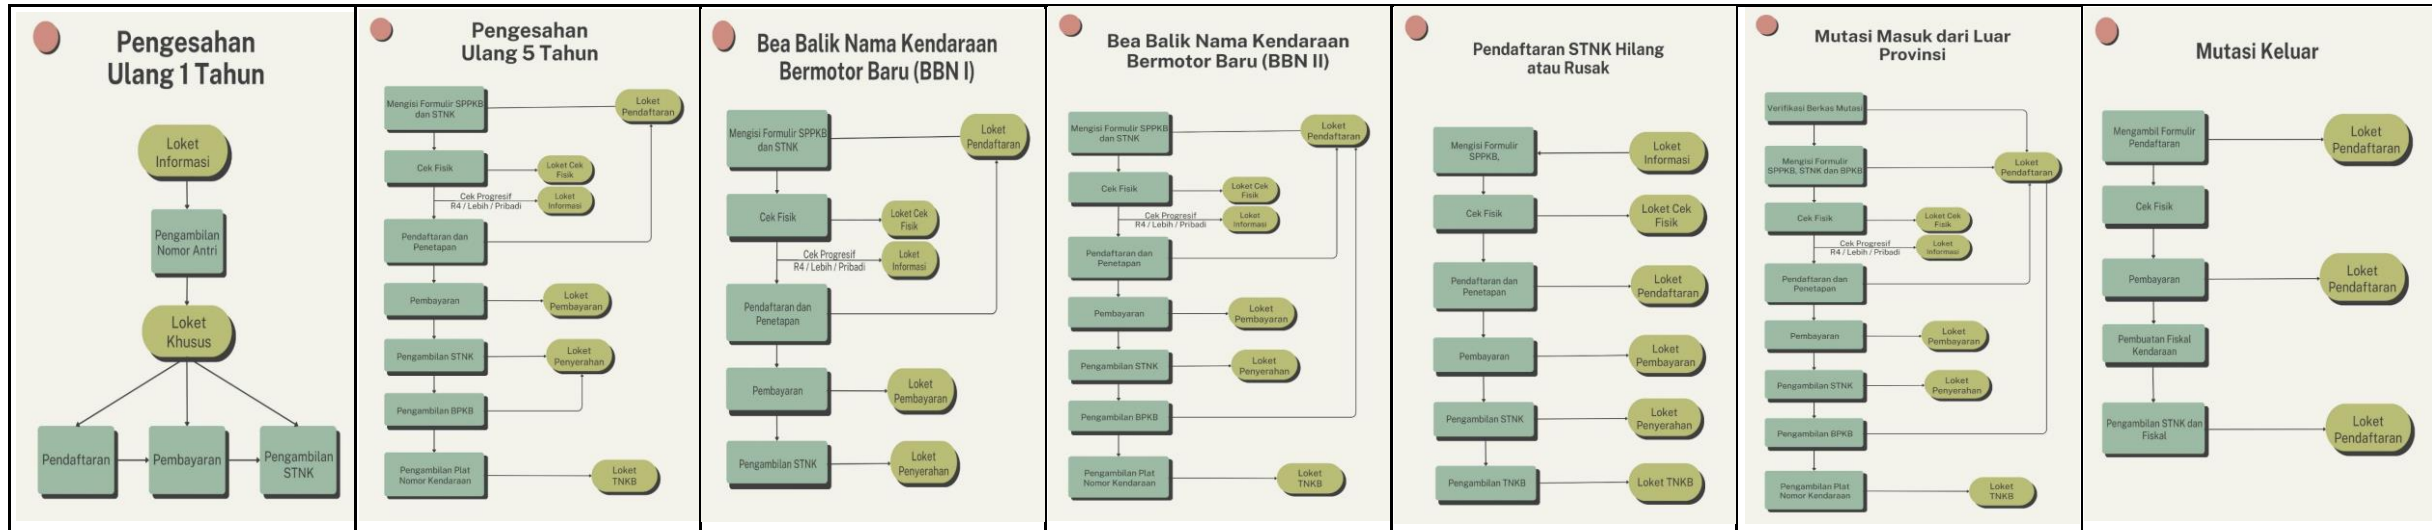 Pengesahan
Ulang 1 Tahun
Loket
Informasi
Pengambilan
Nomor Antri
Loket
Khusus
Pendaftaran
Pembayaran
Pengambilan
STNK
Pengesahan
Ulang 5 Tahun
Mengisi Formulir SPPKB
dan STNK
Loket
Pendaftaran
Cek Fisik
Loket Cek
Fisik
Cek Progresif
R4 / Lebih / Pribadi
Loket
Informasi
Pendaftaran dan
Penetapan
Pembayaran
Loket
Pembayaran
Pengambilan STNK
Loket
Penyerahan
Pengambilan BPKB
Pengambilan Plat
Nomor Kendaraan
Loket
TNKB
Bea Balik Nama Kendaraan
Bermotor Baru (BBN I)
Mengisi Formulir SPPKB
dan STNK
Loket
Pendaftaran
Cek Fisik
Loket Cek
Fisik
Cek Progresif
R4 / Lebih / Pribadi
Loket
Informasi
Pendaftaran dan
Penetapan
Pembayaran
Loket
Pembayaran
Pengambilan STNK
Loket
Penyerahan
Bea Balik Nama Kendaraan
Bermotor Baru (BBN II)
Mengisi Formulir SPPKB
dan STNK
Loket
Pendaftaran
Cek Fisik
Loket Cek
Fisik
Cek Progresif
R4 / Lebih / Pribadi
Loket
Informasi
Pendaftaran dan
Penetapan
Pembayaran
Loket
Pembayaran
Pengambilan STNK
Loket
Penyerahan
Pengambilan BPKB
Pengambilan Plat
Nomor Kendaraan
Loket
TNKB
Pendaftaran STNK Hilang
atau Rusak
Mengisi Formulir
SPPKB,
Loket
Informasi
Cek Fisik
Loket Cek
Fisik
Pendaftaran dan
Penetapan
Loket
Pendaftaran
Pembayaran
Loket
Pembayaran
Pengambilan STNK
Loket
Penyerahan
Pengambilan TNKB
Loket TNKB
Mutasi Masuk dari Luar
Provinsi
Verifikasi Berkas Mutasi
Mengisi Formulir
SPPKB, STNK dan BPKB
Loket
Pendaftaran
Cek Fisik
Loket Cek
Fisik
Cek Progresif
R4 / Lebih / Pribadi
Loket
Informasi
Pendaftaran dan
Penetapan
Pembayaran
Loket
Pembayaran
Pengambilan STNK
Loket
Penyerahan
Pengambilan BPKB
Pengambilan Plat
Nomor Kendaraan
Loket
TNKB
Mutasi Keluar
Mengambil Formulir
Pendaftaran
Loket
Pendaftaran
Cek Fisik
Pembayaran
Loket
Pendaftaran
Pembuatan Fiskal
Kendaraan
Pengambilan STNK dan
Fiskal
Loket
Pendaftaran